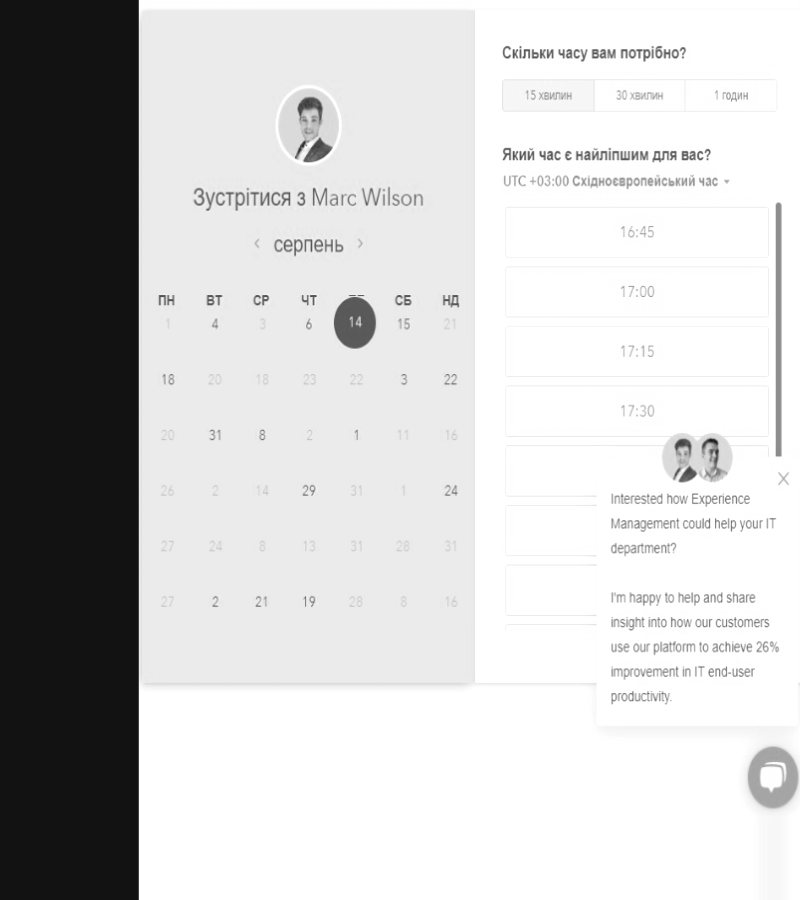 Зустрітися з Marc Wilson
серпень
ПН ВТ СР ЧТ СБ НД
1 4 3 6 14 15 21
18 20 18 23 22 3 22
20 31 8 2 1 11 16
26 2 14 29 31 1 24
27 24 8 13 31 28 31
27 2 21 19 28 8 16
Скільки часу вам потрібно?
15 хвилин 30 хвилин 1 годин
Який час є найліпшим для вас?
UTC +03:00 Східноєвропейський час
16:45
17:00
17:15
17:30
Interested how Experience
Management could help your IT
department?
I'm happy to help and share
insight into how our customers
use our platform to achieve 26%
improvement in IT end-user
productivity.